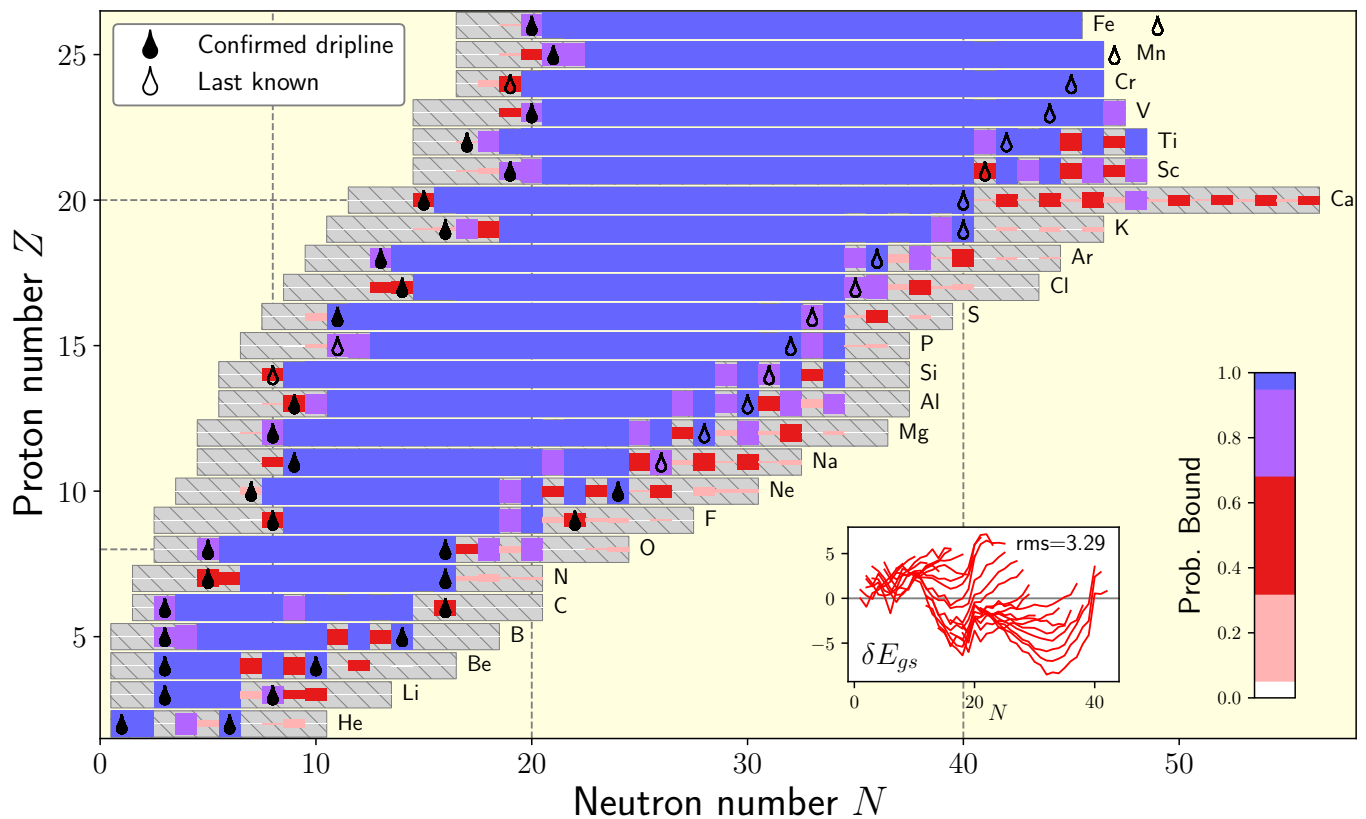 Confirmed dripline
Last known
Fe
Mn
Cr
V
Ti
Sc
Ca
K
Ar
Cl
S
P
Si
Al
Mg
Na
Ne
F
O
N
C
B
Be
Li
He
25
20
15
10
5
Proton number Z
0
10
20
30
40
50
Neutron number N
1.0
0.8
0.6
0.4
0.2
0.0
Prob. Bound
rms=3.29
5
0
−5
δE_gs
0
20
40
N